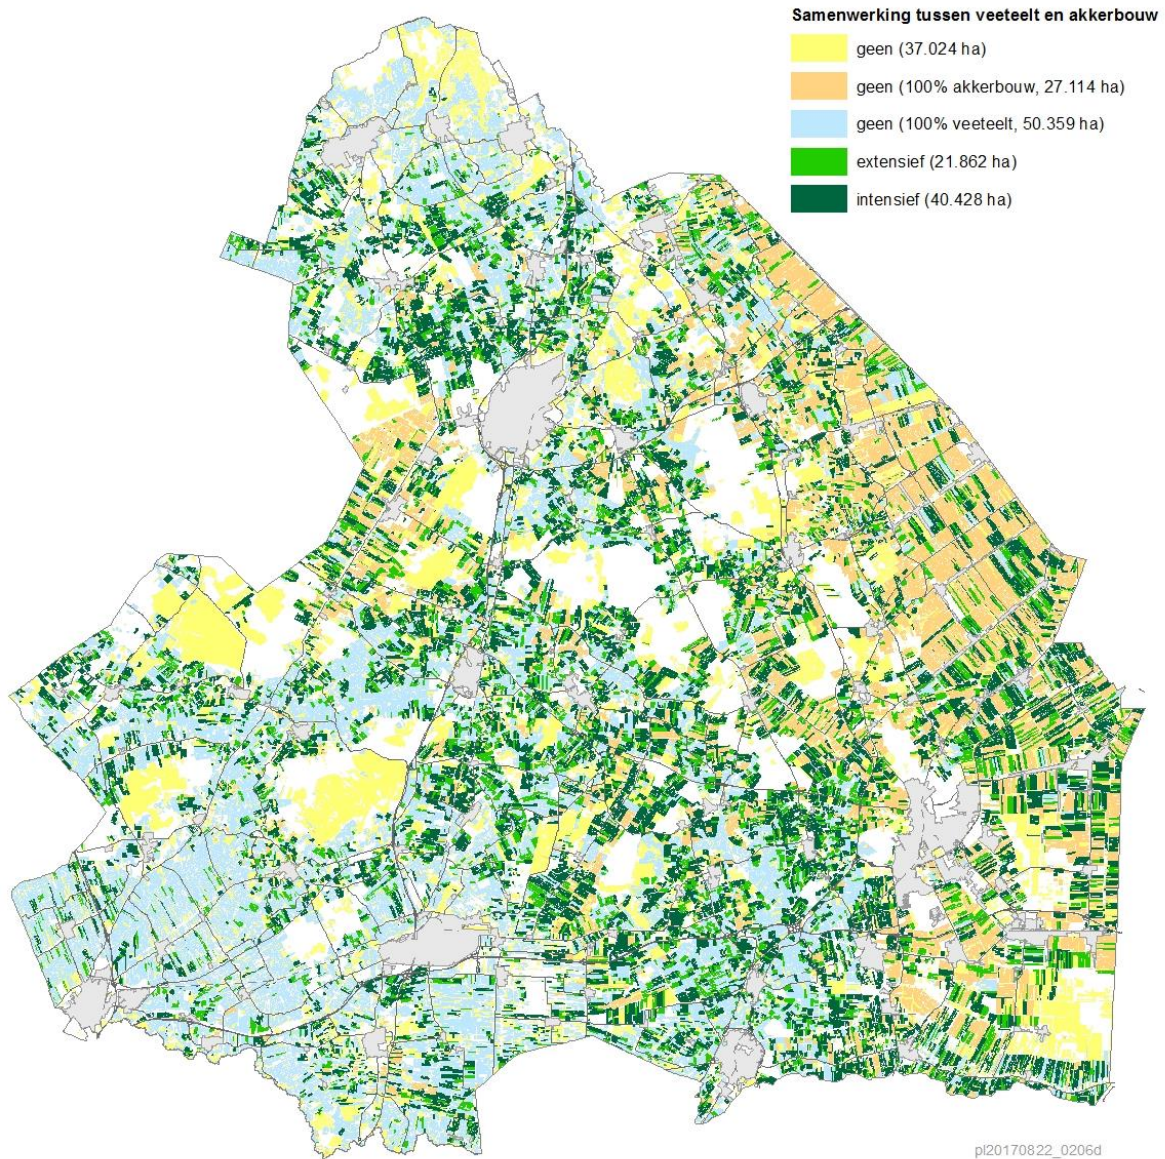 Samenwerking tussen veeteelt en akkerbouw
geen (37.024 ha)
geen (100% akkerbouw, 27.114 ha)
geen (100% veeteelt, 50.359 ha)
extensief (21.862 ha)
intensief (40.428 ha)
pl20170822_0206d